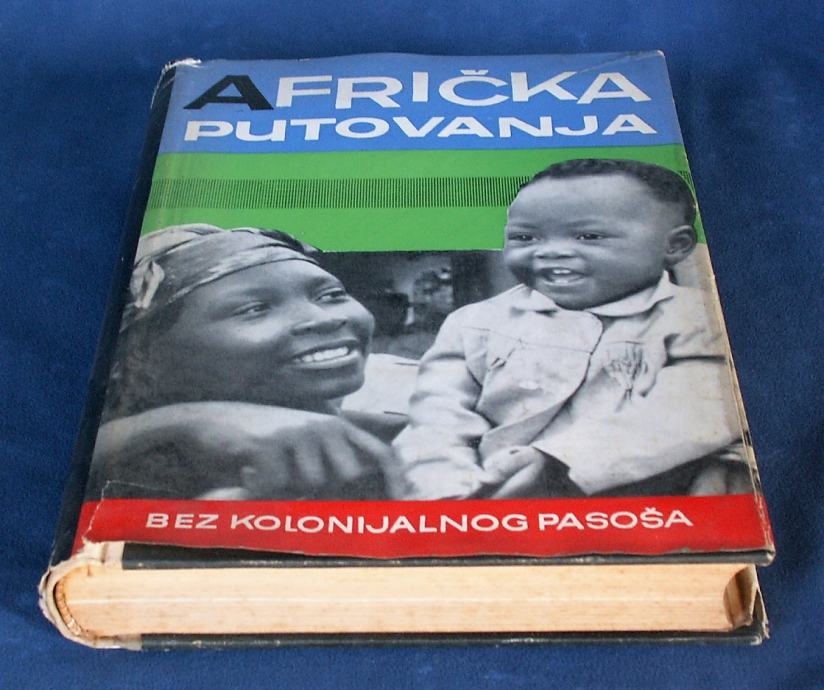 AFRIČKA
PUTOVANJA
BEZ KOLONIJALNOG PASOŠA